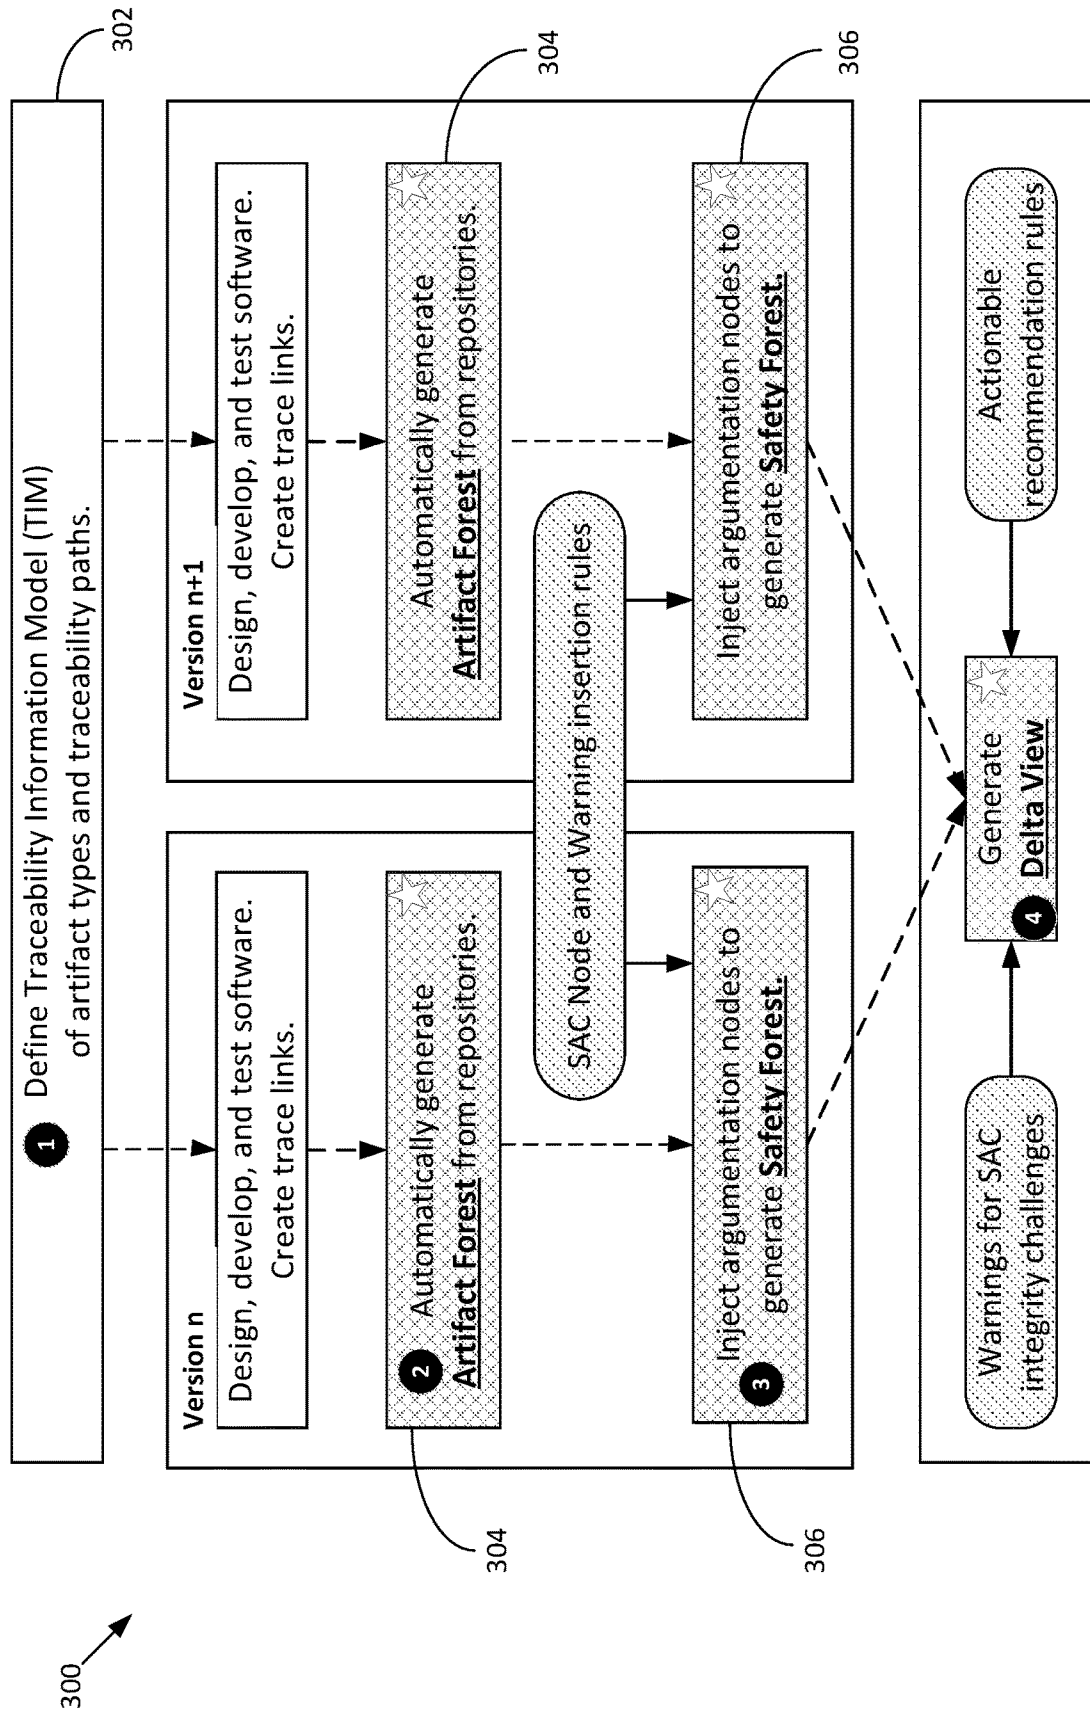 300
302
1 Define Traceability Information Model (TIM)
of artifact types and traceability paths.
Version n
Design, develop, and test software.
Create trace links.
304
2 Automatically generate
Artifact Forest from repositories.
306
3 Inject argumentation nodes to
generate Safety Forest.
SAC Node and Warning insertion rules
Version n+1
Design, develop, and test software.
Create trace links.
304
Automatically generate
Artifact Forest from repositories.
306
Inject argumentation nodes to
generate Safety Forest.
Warnings for SAC
integrity challenges
Generate
4 Delta View
Actionable
recommendation rules